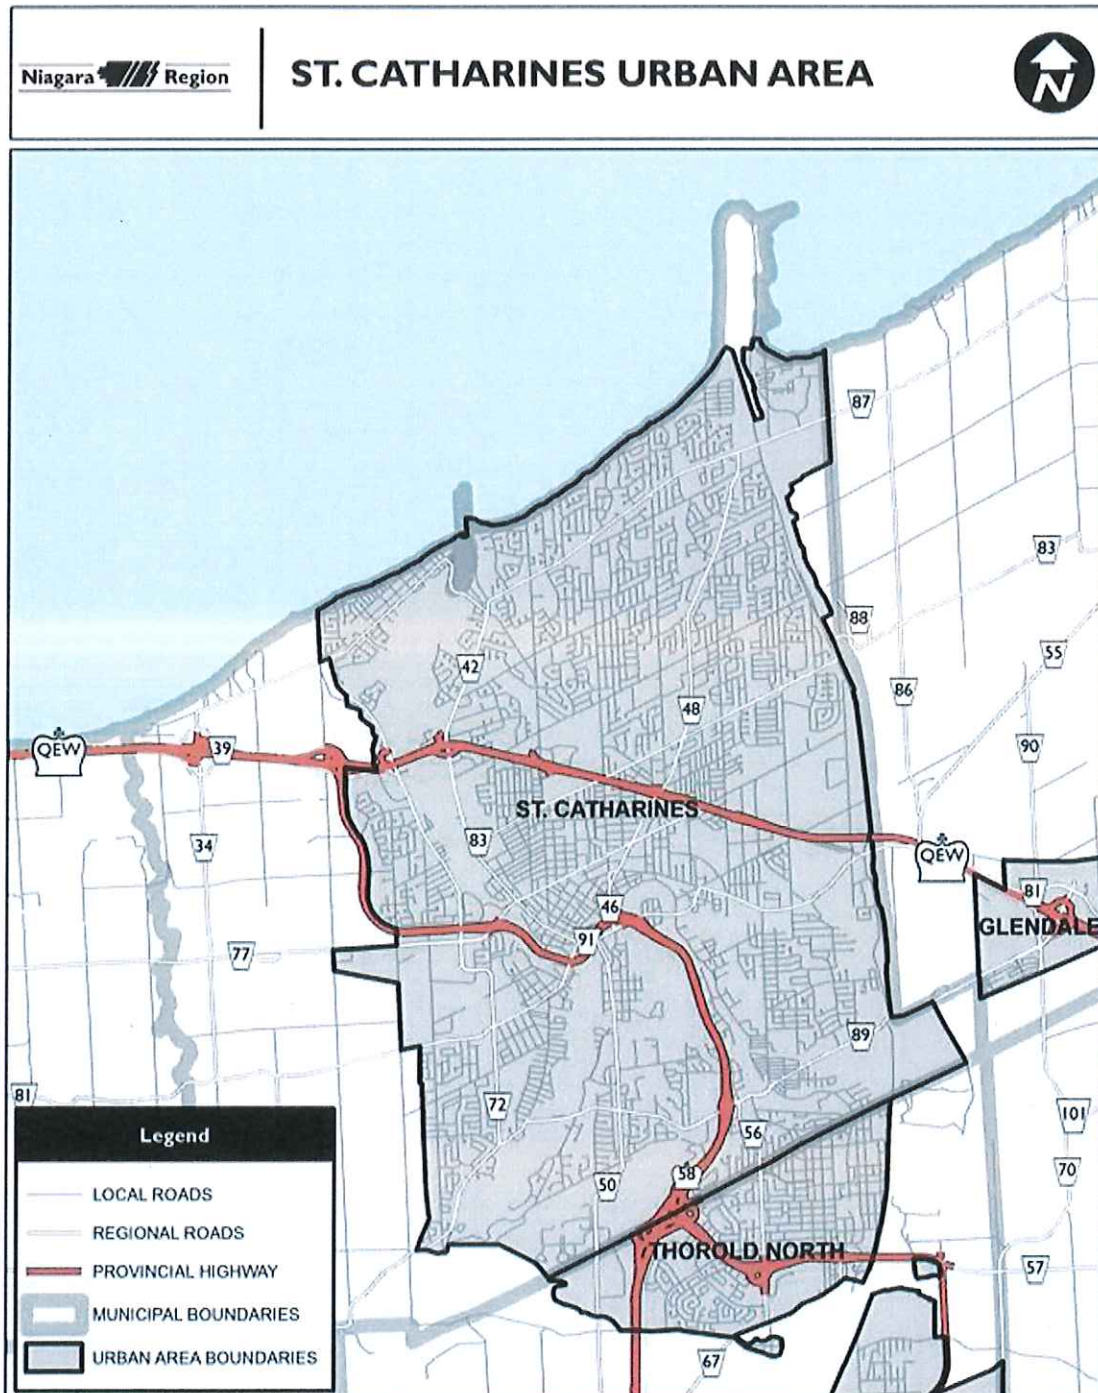 Niagara Region
ST. CATHARINES URBAN AREA
N
87
83
88
55
42
86
48
QEW
39
90
ST. CATHARINES
34
83
QEW
81
46
GLENDALE
91
77
89
81
72
56
101
58
70
50
THOROLD NORTH
57
67
Legend
LOCAL ROADS
REGIONAL ROADS
PROVINCIAL HIGHWAY
MUNICIPAL BOUNDARIES
URBAN AREA BOUNDARIES